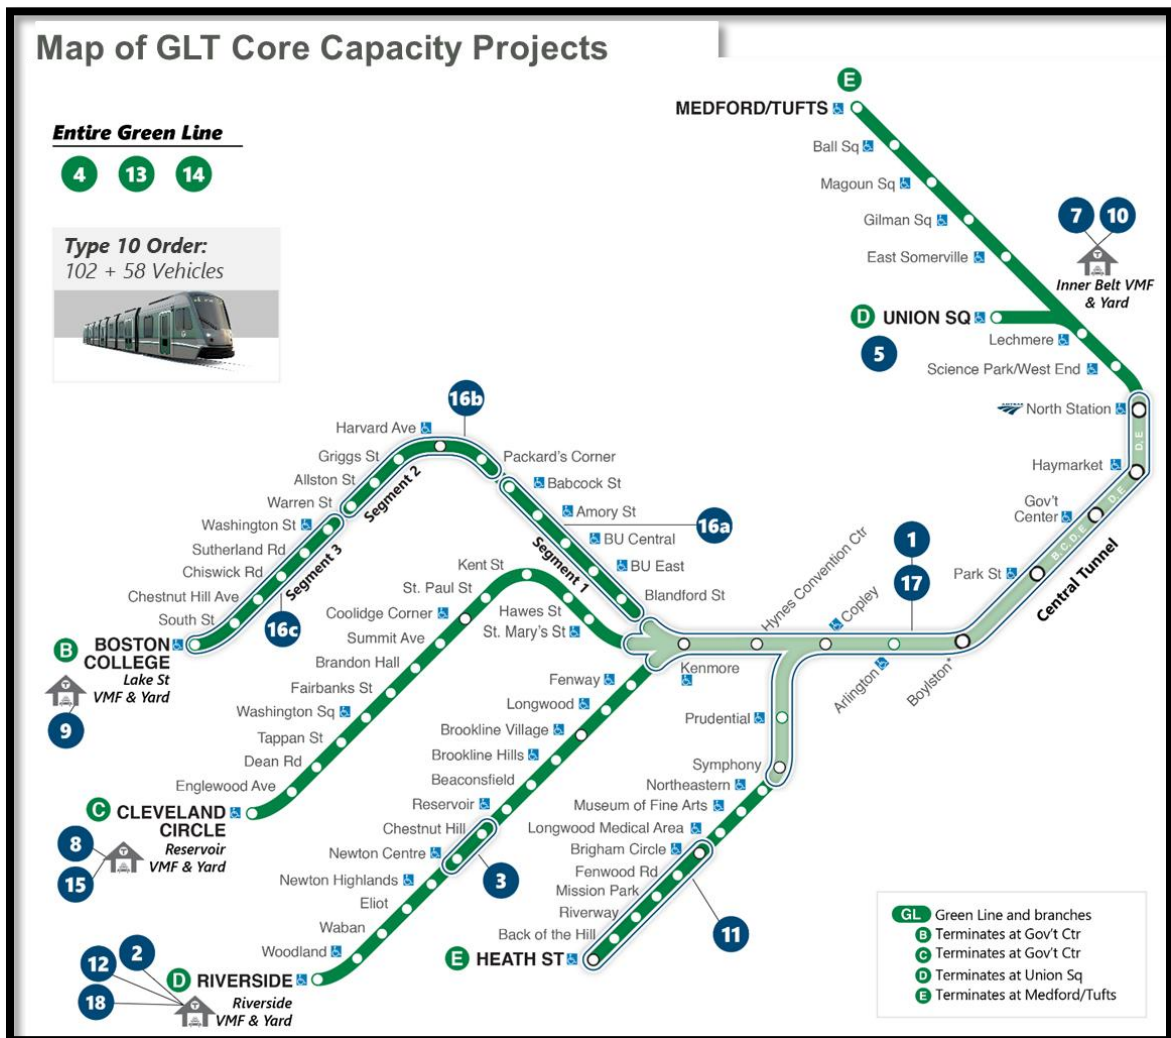 Map of GLT Core Capacity Projects
Entire Green Line
4 13 14
Type 10 Order:
102 + 58 Vehicles
E
MEDFORD/TUFTS
Ball Sq
Magoun Sq
Gilman Sq
East Somerville
7 10
Inner Belt VMF
& Yard
D UNION SQ
5
Lechmere
Science Park/West End
North Station
D, E
Haymarket
D, E
Gov't
Center
B, C, D, E
Park St
Central Tunnel
1
17
Boylston*
Arlington
Copley
Hynes Convention Ctr
Kenmore
16b
Harvard Ave
Griggs St
Allston St
Warren St
Washington St
Sutherland Rd
Chiswick Rd
Chestnut Hill Ave
South St
Segment 2
Segment 3
16c
Packard's Corner
Babcock St
Amory St
16a
BU Central
BU East
Blandford St
Segment 1
B BOSTON
COLLEGE
Lake St
VMF & Yard
9
Kent St
St. Paul St
Coolidge Corner
Hawes St
St. Mary's St
Summit Ave
Brandon Hall
Fairbanks St
Washington Sq
Tappan St
Dean Rd
Englewood Ave
C CLEVELAND
CIRCLE
Reservoir
VMF & Yard
8
15
Fenway
Longwood
Brookline Village
Brookline Hills
Beaconsfield
Reservoir
Chestnut Hill
Newton Centre
3
Newton Highlands
Eliot
Waban
Woodland
D RIVERSIDE
Riverside
VMF & Yard
2
12
18
Prudential
Symphony
Northeastern
Museum of Fine Arts
Longwood Medical Area
Brigham Circle
Fenwood Rd
Mission Park
Riverway
Back of the Hill
11
E HEATH ST
GL Green Line and branches
B Terminates at Gov't Ctr
C Terminates at Gov't Ctr
D Terminates at Union Sq
E Terminates at Medford/Tufts